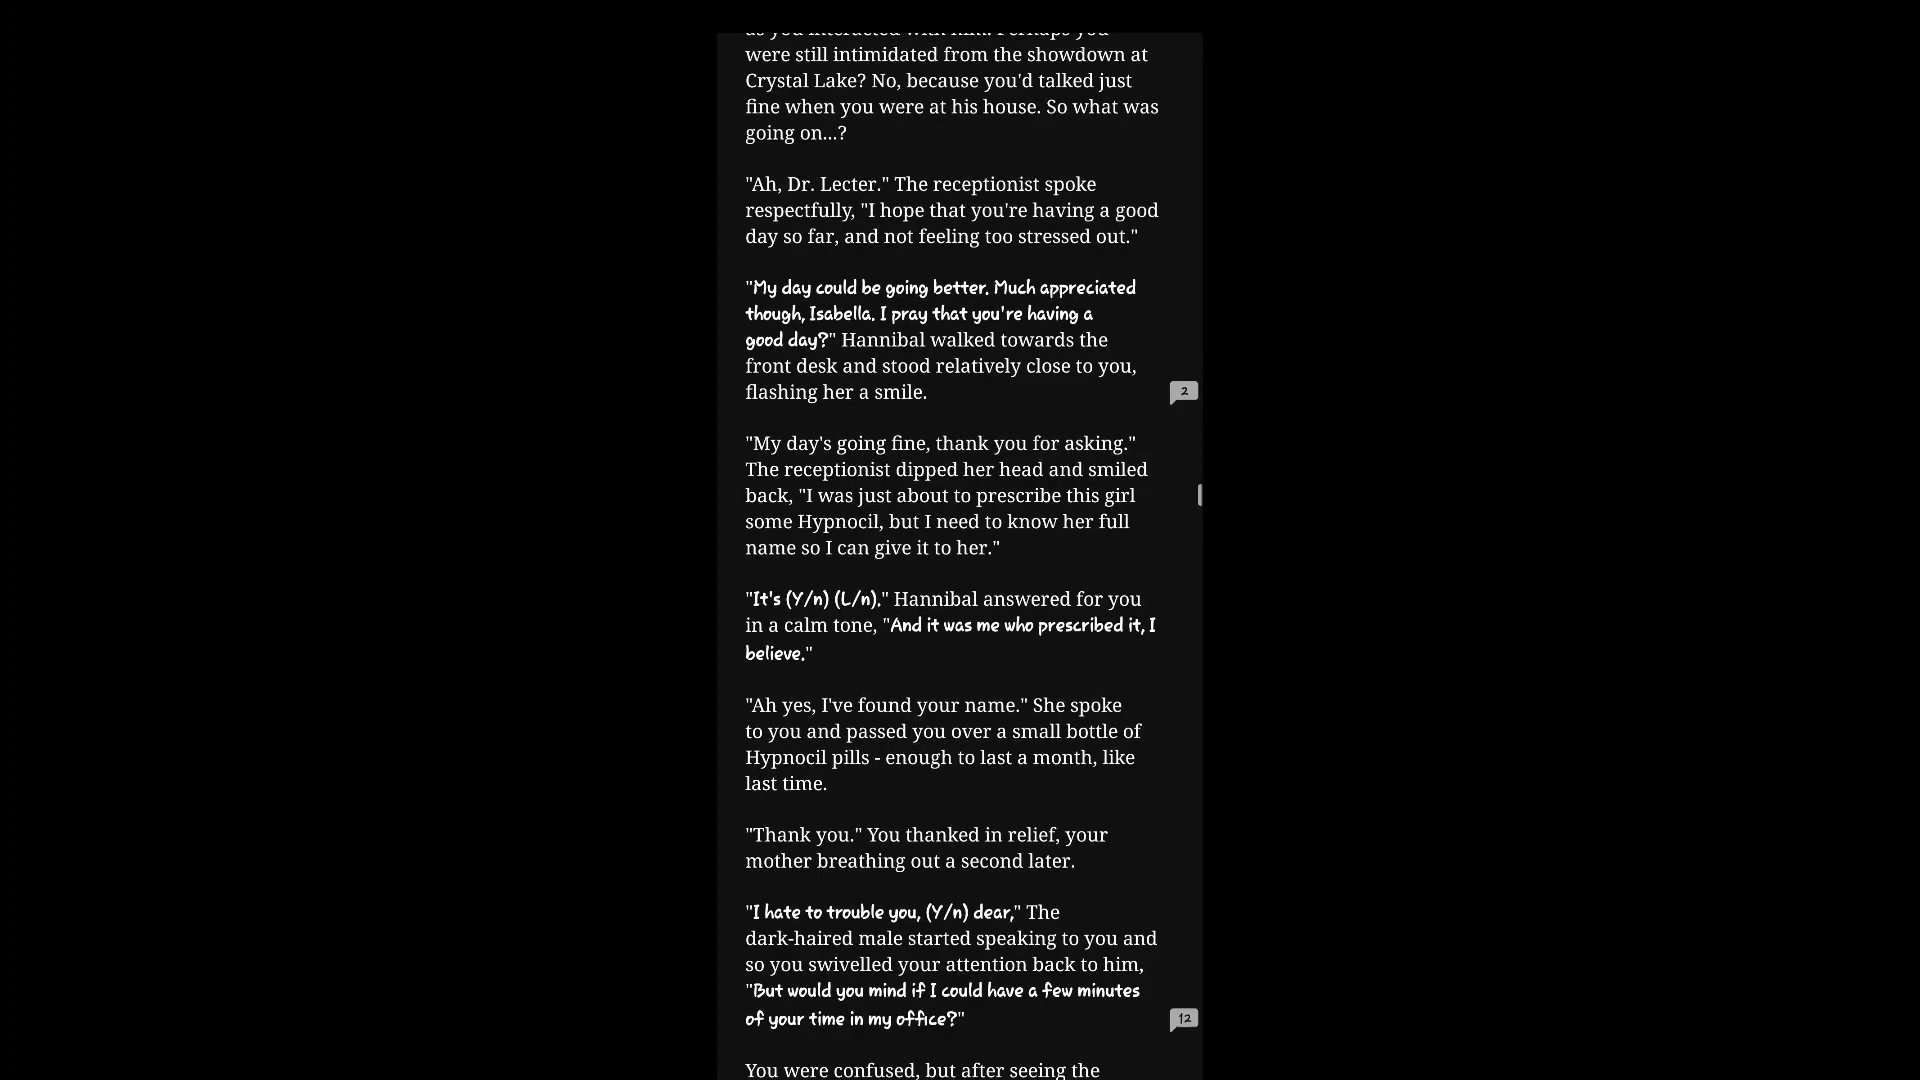 as you interacted with him. Perhaps you
were still intimidated from the showdown at
Crystal Lake? No, because you'd talked just
fine when you were at his house. So what was
going on...?
"Ah, Dr. Lecter." The receptionist spoke
respectfully, "I hope that you're having a good
day so far, and not feeling too stressed out."
"My day could be going better. Much appreciated
though, Isabella. I pray that you're having a
good day?" Hannibal walked towards the
front desk and stood relatively close to you,
flashing her a smile.
2
"My day's going fine, thank you for asking."
The receptionist dipped her head and smiled
back, "I was just about to prescribe this girl
some Hypnocil, but I need to know her full
name so I can give it to her."
"It's (Y/n) (L/n)." Hannibal answered for you
in a calm tone, "And it was me who prescribed it, I
believe."
"Ah yes, I've found your name." She spoke
to you and passed you over a small bottle of
Hypnocil pills - enough to last a month, like
last time.
"Thank you." You thanked in relief, your
mother breathing out a second later.
"I hate to trouble you, (Y/n) dear," The
dark-haired male started speaking to you and
so you swivelled your attention back to him,
"But would you mind if I could have a few minutes
of your time in my office?"
12
You were confused, but after seeing the